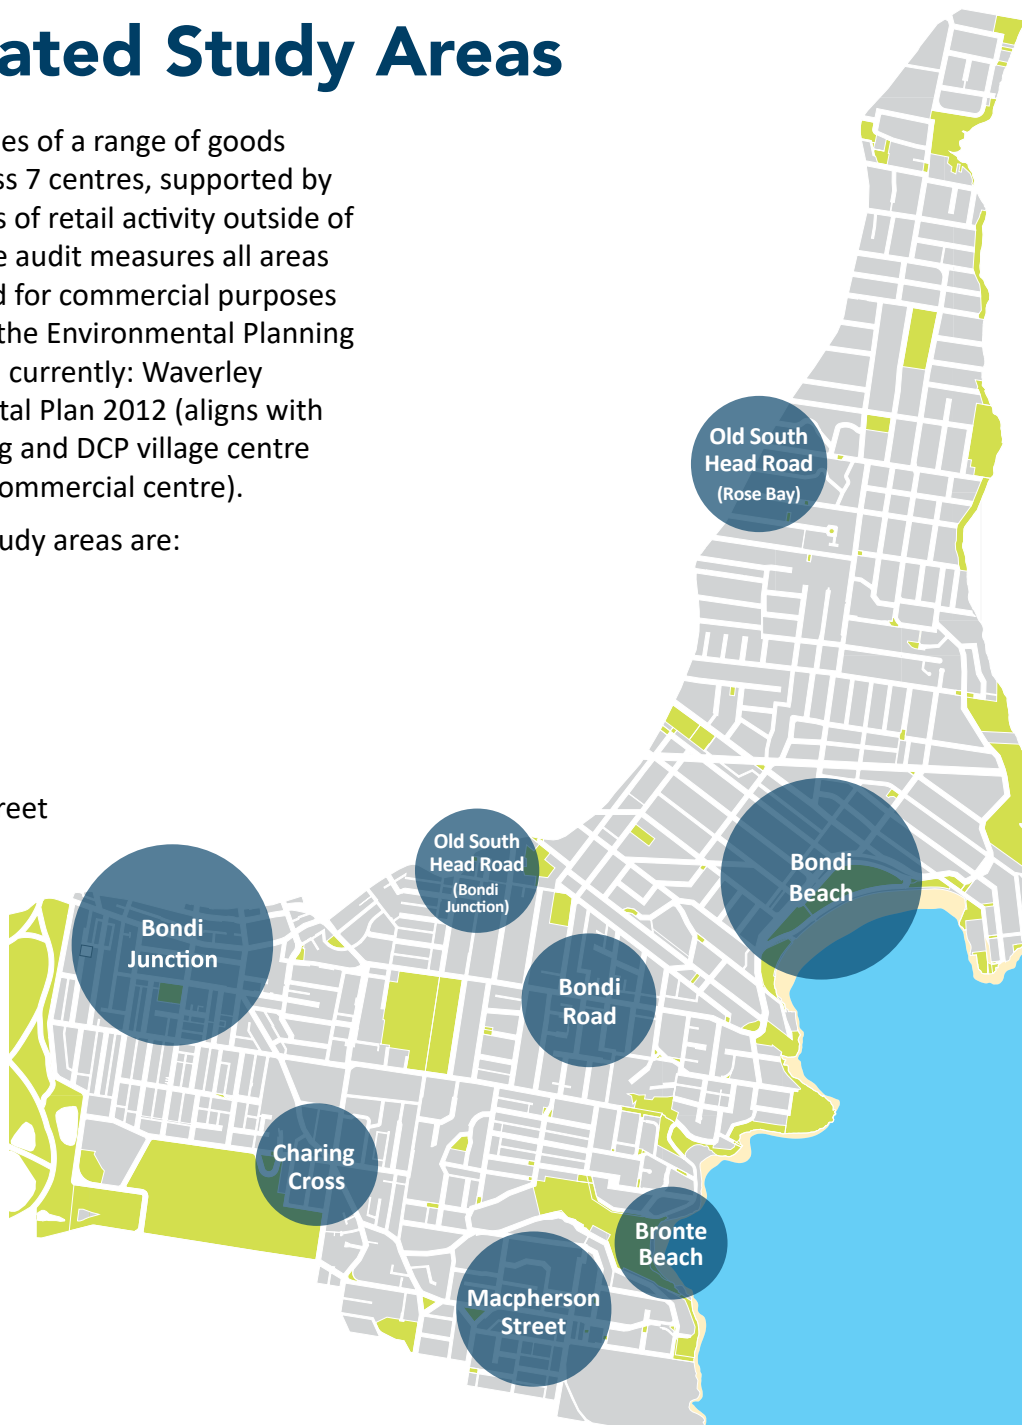 ated Study Areas
es of a range of goods
ss 7 centres, supported by
s of retail activity outside of
e audit measures all areas
d for commercial purposes
the Environmental Planning
currently: Waverley
tal Plan 2012 (aligns with
g and DCP village centre
ommercial centre).
udy areas are:
reet
Old South
Head Road
(Rose Bay)
Old South
Head Road
(Bondi
Junction)
Bondi
Beach
Bondi
Junction
Bondi
Road
Charing
Cross
Bronte
Beach
Macpherson
Street